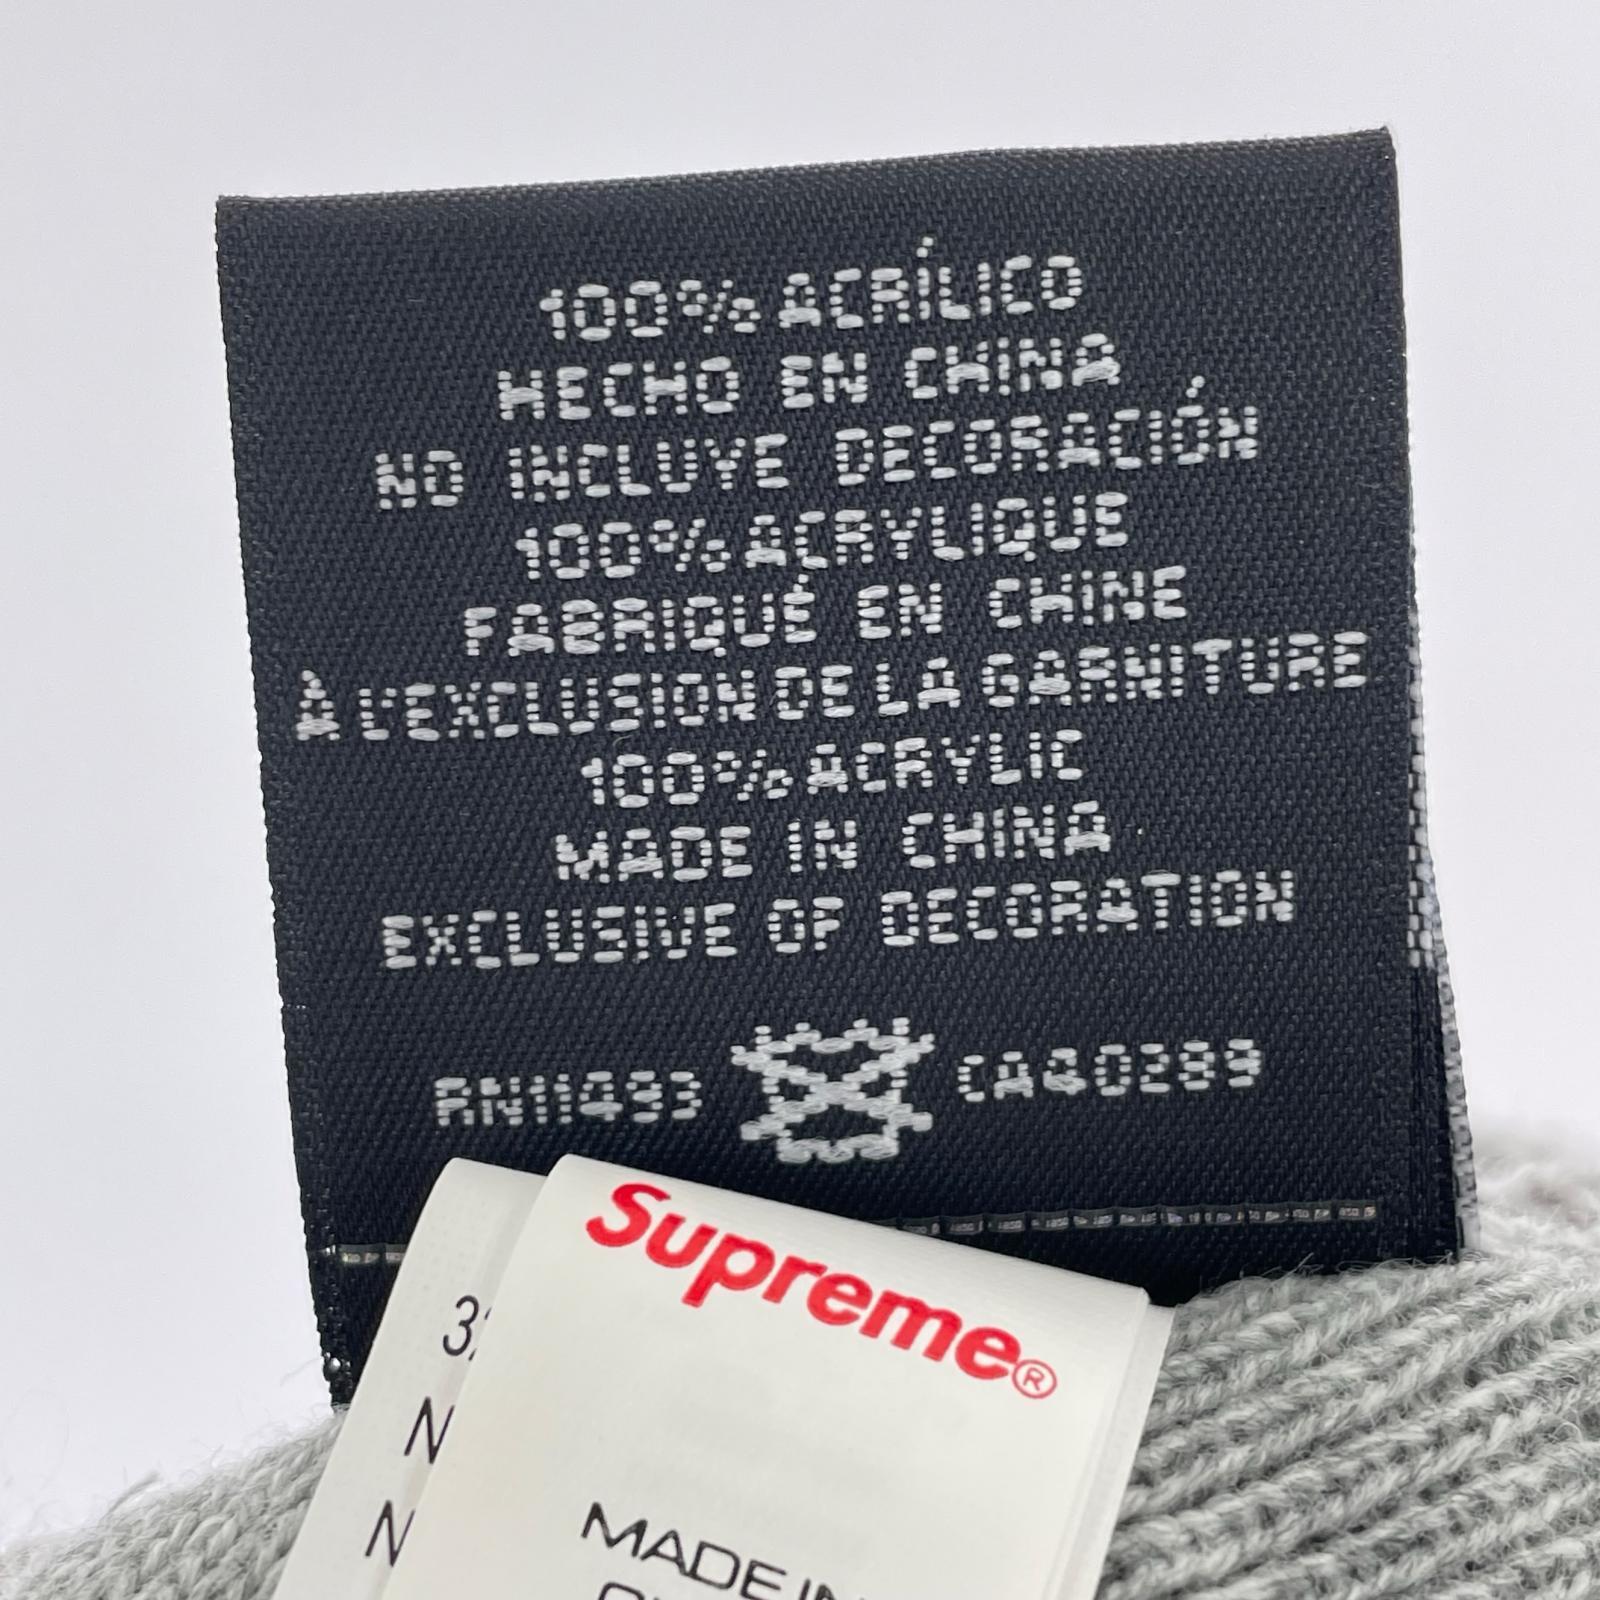 100% ACRÍLICO
HECHO EN CHINA
NO INCLUYE DECORACIÓN
100% ACRYLIQUE
FABRIQUÉ EN CHINE
À L'EXCLUSION DE LA GARNITURE
100% ACRYLIC
MADE IN CHINA
EXCLUSIVE OF DECORATION
RN11493 CA40289
Supreme®
MADE IN